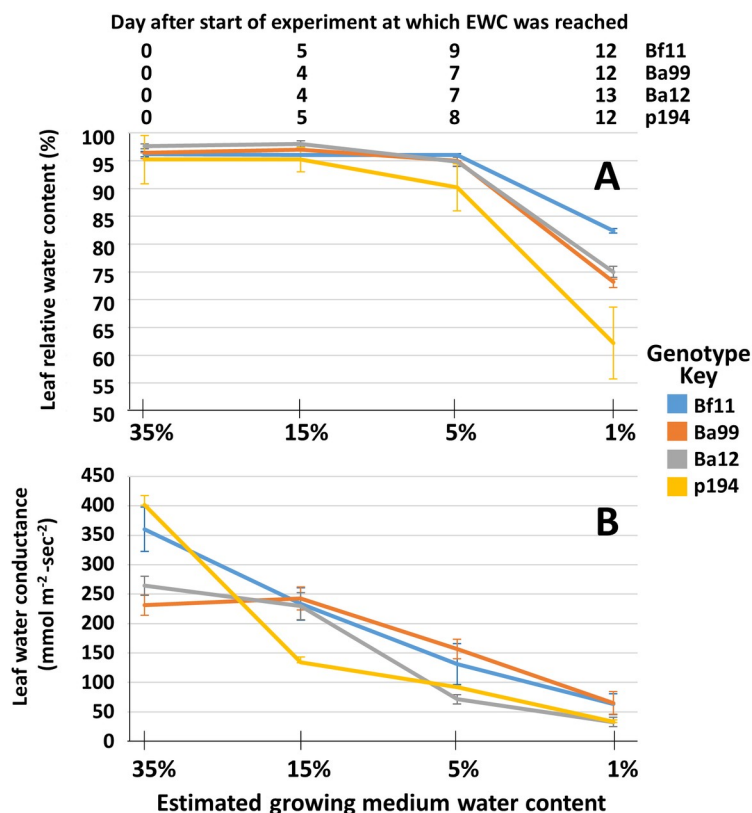 Day after start of experiment at which EWC was reached
0 5 9 12 Bf11
0 4 7 12 Ba99
0 4 7 13 Ba12
0 5 8 12 p194
Leaf relative water content (%)
100
95
90
85
80
75
70
65
60
55
50
A
35% 15% 5% 1%
Genotype
Key
Bf11
Ba99
Ba12
p194
Leaf water conductance
(mmol m⁻² -sec⁻²)
450
400
350
300
250
200
150
100
50
0
B
35% 15% 5% 1%
Estimated growing medium water content